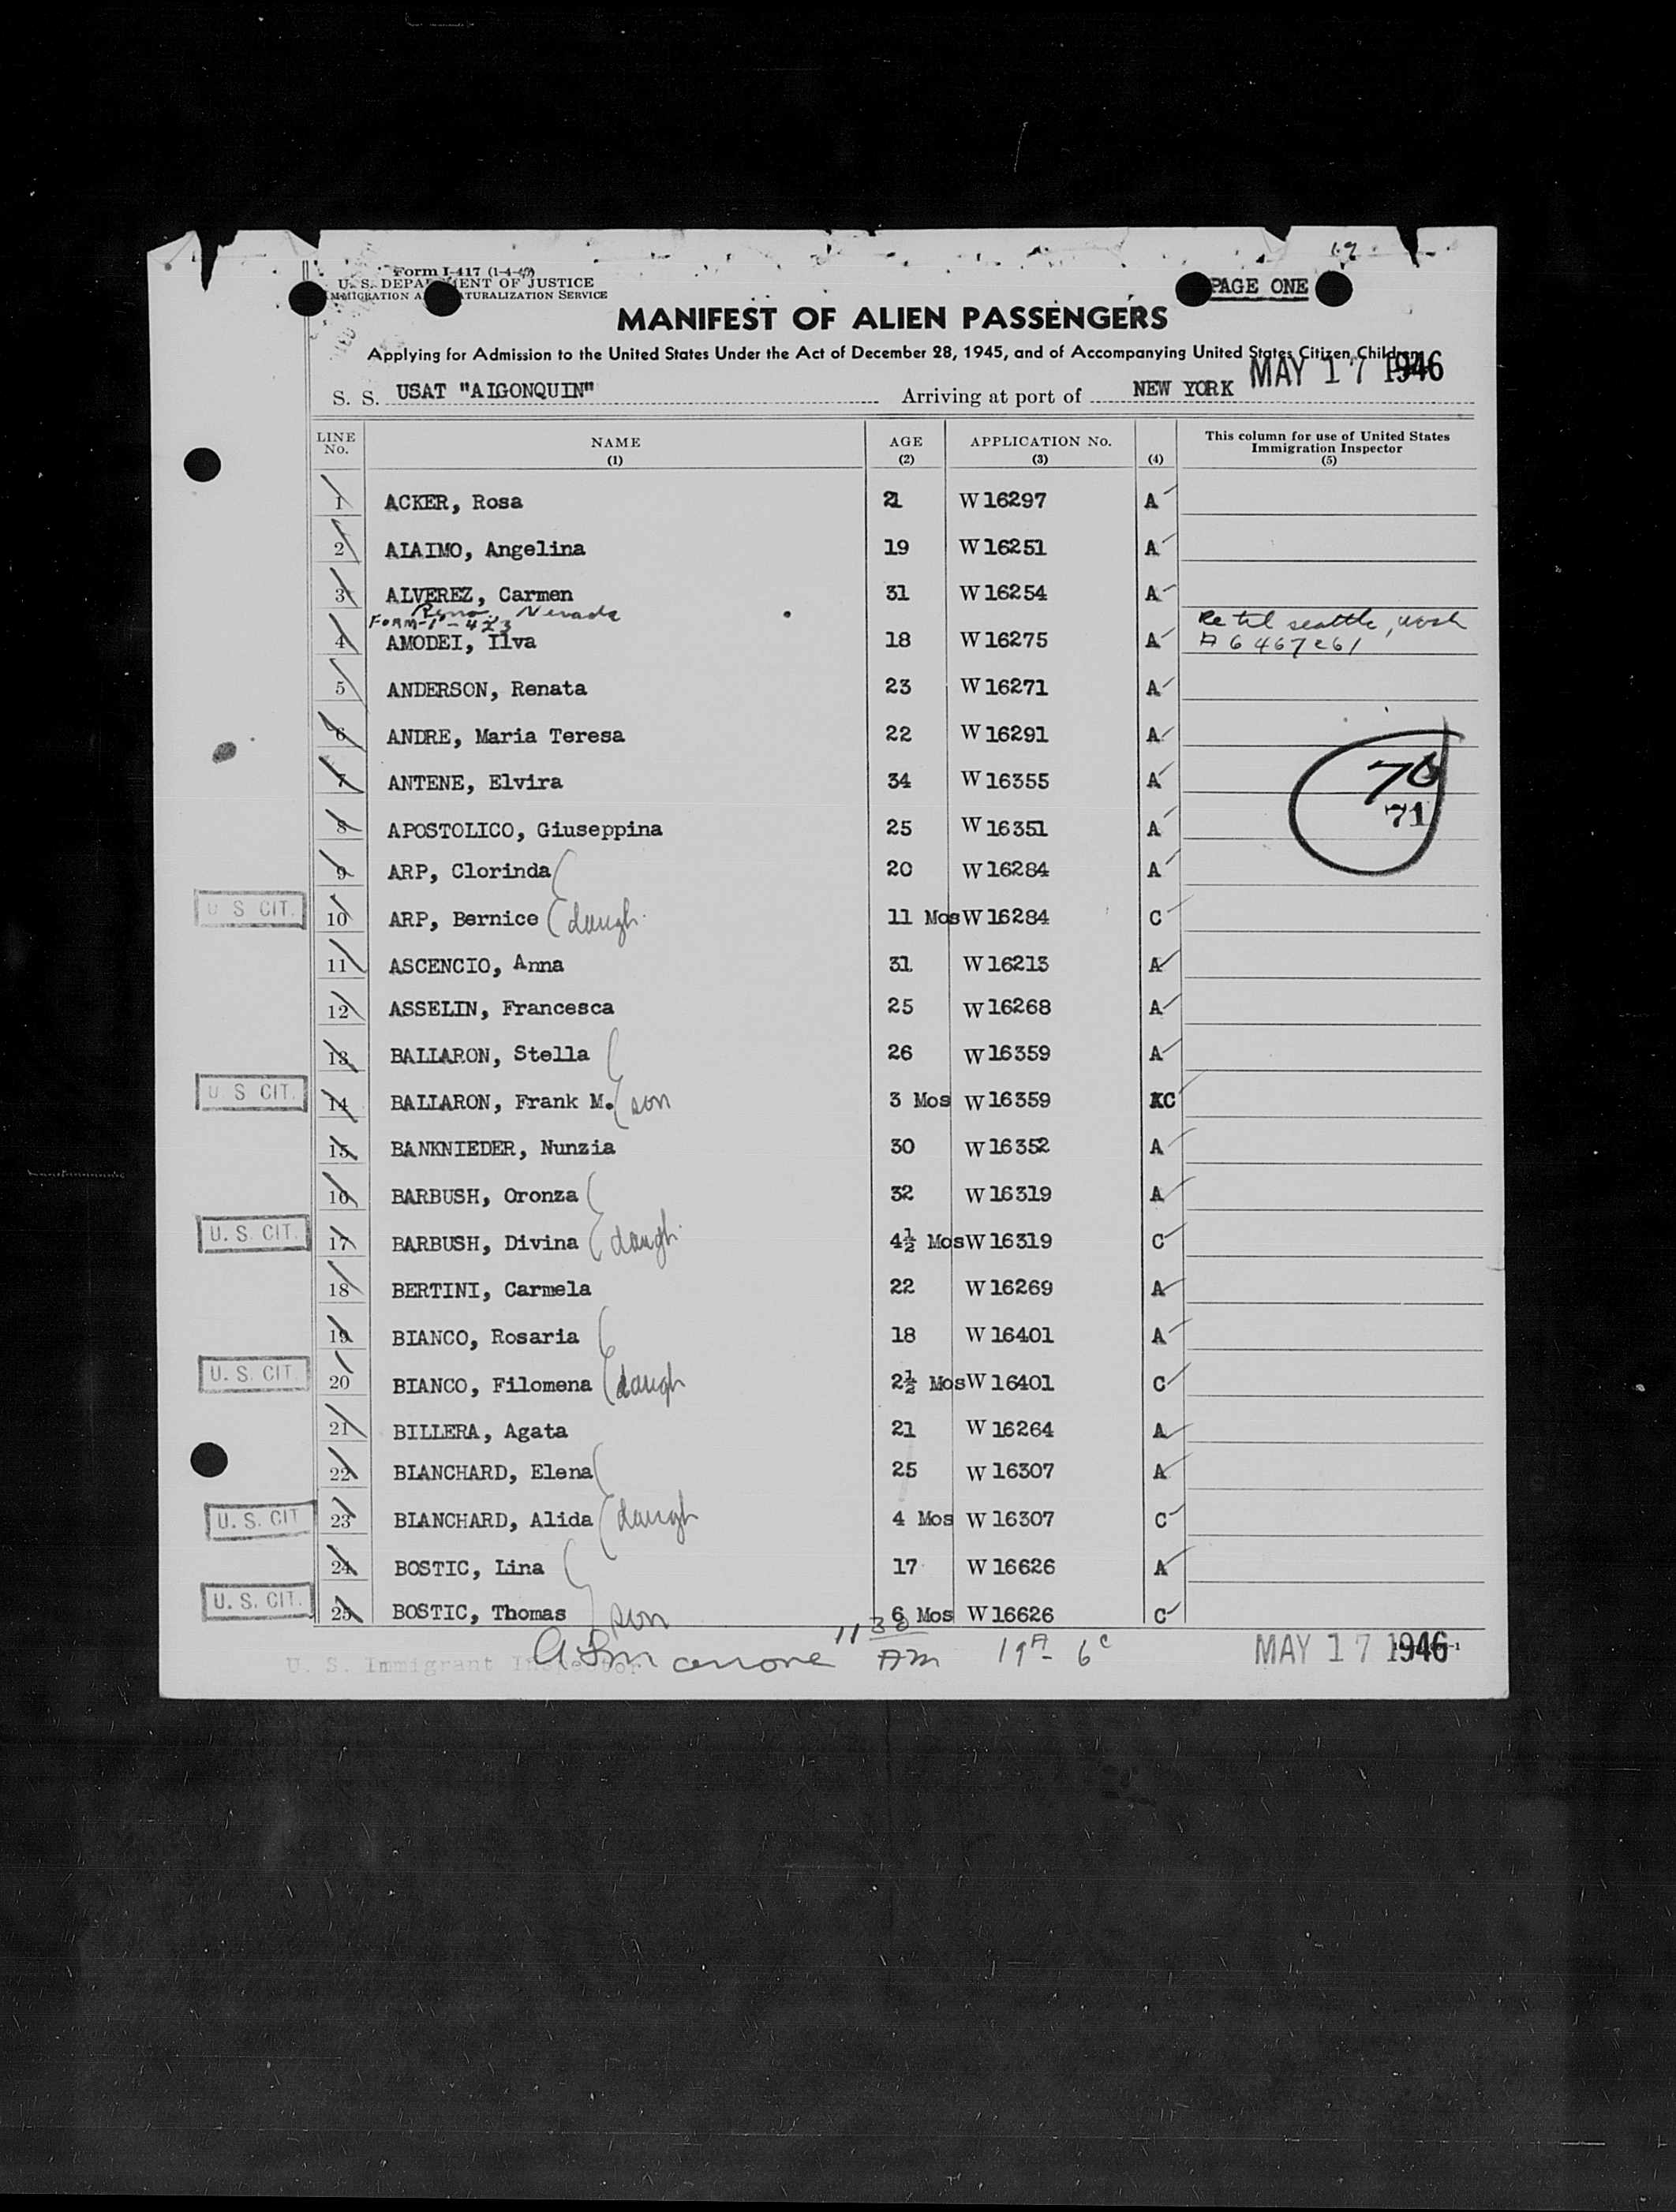 Form I-417
U. S. DEPARTMENT OF JUSTICE
IMMIGRATION AND NATURALIZATION SERVICE
PAGE ONE
MANIFEST OF ALIEN PASSENGERS
Applying for Admission to the United States Under the Act of December 28, 1945, and of Accompanying United States Citizen Children
MAY 17 1946
S. S. USAT "AIGONQUIN" Arriving at port of NEW YORK
LINE No. NAME (1) AGE (2) APPLICATION No. (3) (4) This column for use of United States Immigration Inspector (5)
1 ACKER, Rosa 21 W 16297 A
2 AIAIMO, Angelina 19 W 16251 A
3 ALVEREZ, Carmen 31 W 16254 A
Reno, Nevada
FORM-I-423
4 AMODEI, Ilva 18 W 16275 A Re tel seattle, wash
5 ANDERSON, Renata 23 W 16271 A
6 ANDRE, Maria Teresa 22 W 16291 A
7 ANTENE, Elvira 34 W 16355 A
8 APOSTOLICO, Giuseppina 25 W 16351 A
71
9 ARP, Clorinda 20 W 16284 A
U S CIT. 10 ARP, Bernice daugh. 11 Mos W 16284 C
11 ASCENCIO, Anna 31 W 16213 A
12 ASSELIN, Francesca 25 W 16268 A
13 BALIARON, Stella 26 W 16359 A
U S CIT. 14 BALIARON, Frank M. son 3 Mos W 16359 C
15 BANKNIEDER, Nunzia 30 W 16352 A
16 BARBUSH, Oronza 32 W 16319 A
U. S. CIT. 17 BARBUSH, Divina daugh. 4½ Mos W 16319 C
18 BERTINI, Carmela 22 W 16269 A
19 BIANCO, Rosaria 18 W 16401 A
U. S. CIT 20 BIANCO, Filomena daugh 2½ Mos W 16401 C
21 BILLERA, Agata 21 W 16264 A
22 BIANCHARD, Elena 25 W 16307 A
U. S. CIT 23 BIANCHARD, Alida daugh 4 Mos W 16307 C
24 BOSTIC, Lina 17 W 16626 A
U. S. CIT. 25 BOSTIC, Thomas son 6 Mos W 16626 C
U. S. Immigrant Inspector 11 30 AM 19A - 6C MAY 17 1946